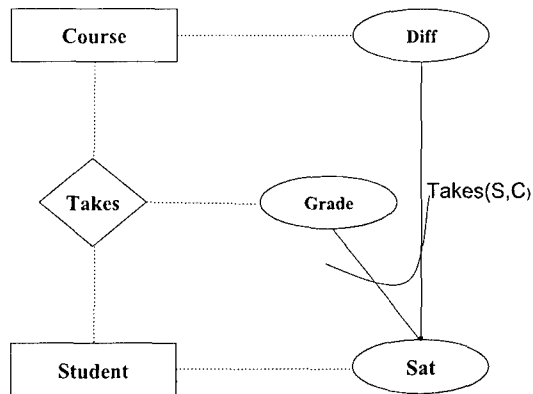 Course
Diff
Takes
Grade
Takes(S,C)
Student
Sat